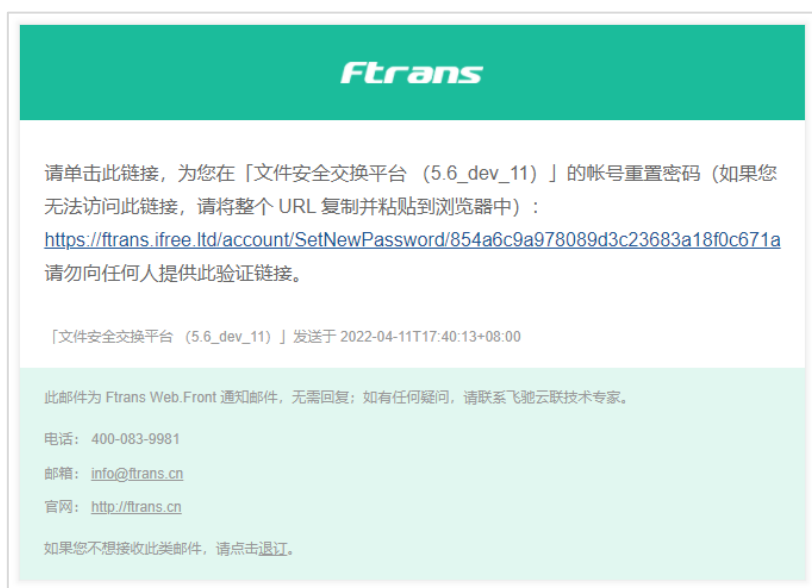 Ftrans
请单击此链接，为您在「文件安全交换平台 （5.6_dev_11）」的帐号重置密码（如果您
无法访问此链接，请将整个 URL 复制并粘贴到浏览器中）：
https://ftrans.ifree.ltd/account/SetNewPassword/854a6c9a978089d3c23683a18f0c671a
请勿向任何人提供此验证链接。
「文件安全交换平台 （5.6_dev_11）」发送于 2022-04-11T17:40:13+08:00
此邮件为 Ftrans Web.Front 通知邮件，无需回复；如有任何疑问，请联系飞驰云联技术专家。
电话： 400-083-9981
邮箱： info@ftrans.cn
官网： http://ftrans.cn
如果您不想接收此类邮件，请点击退订。